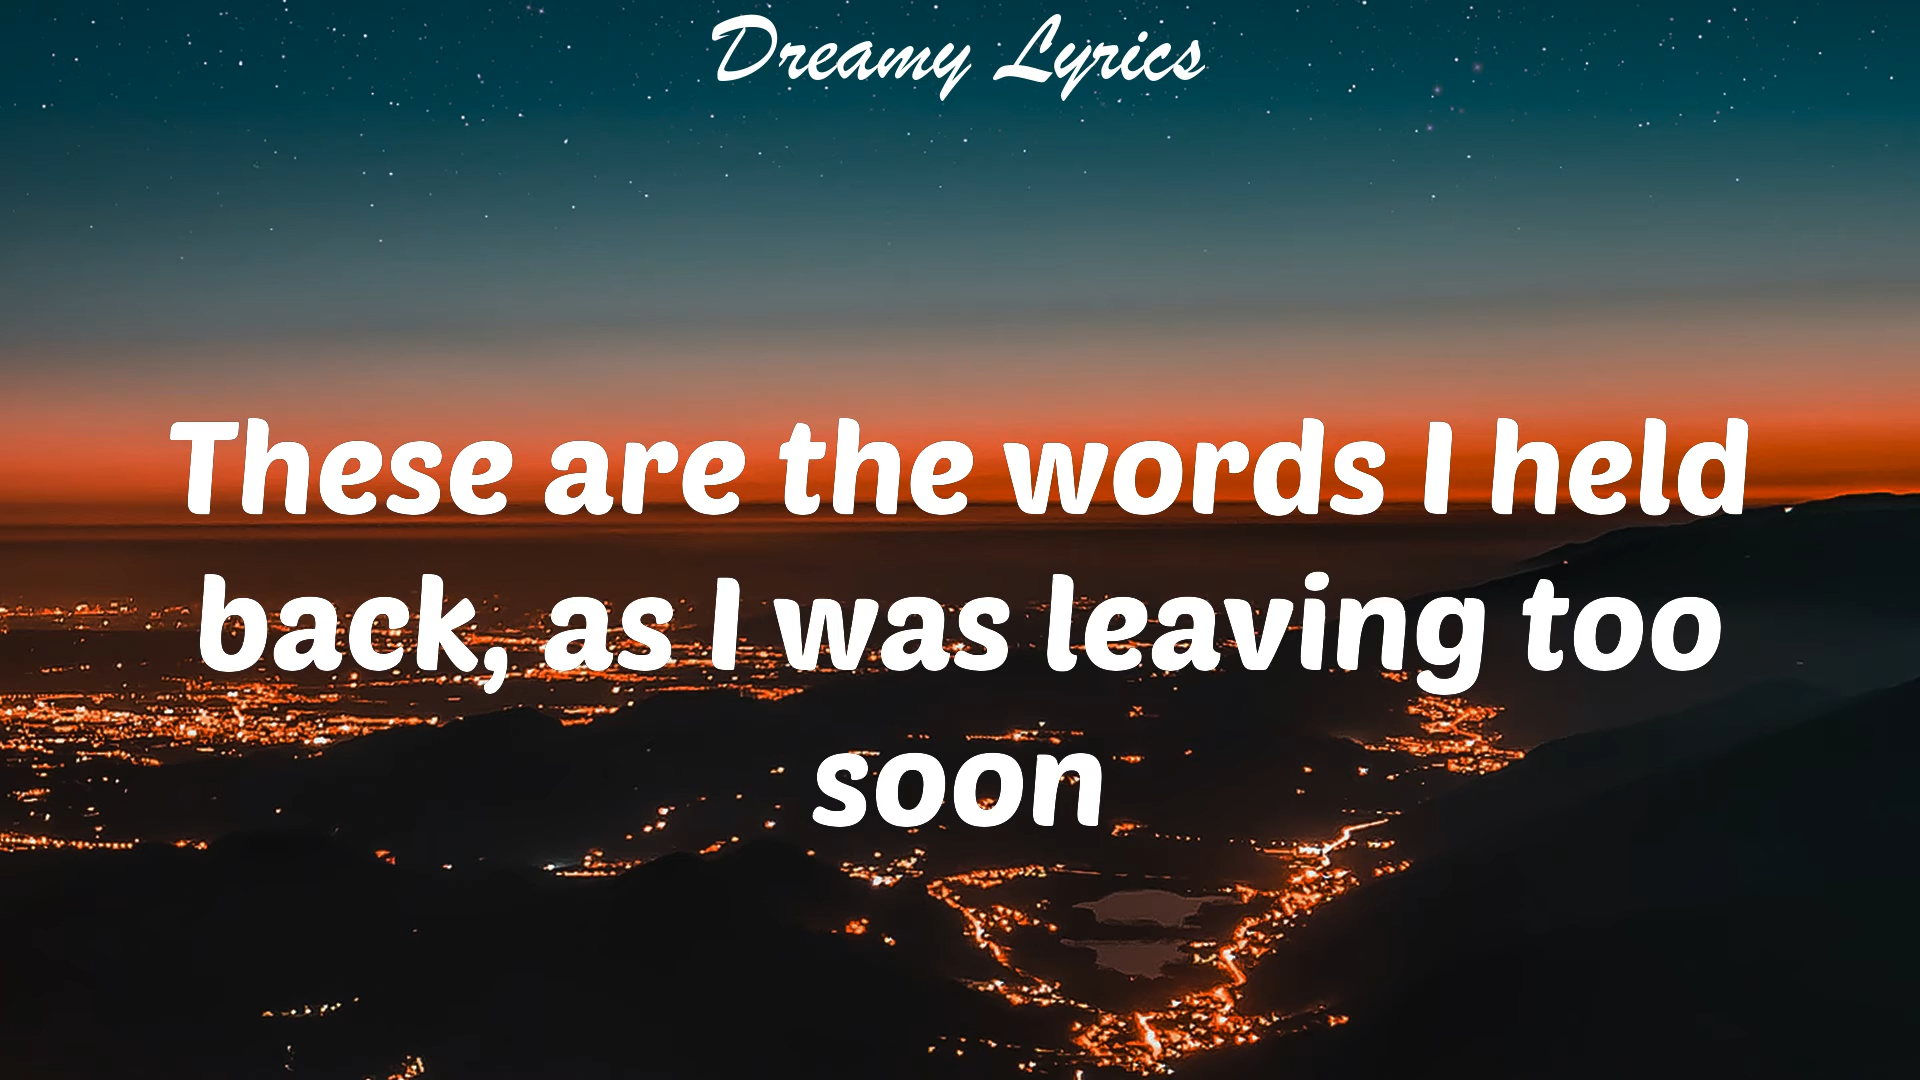 Dreamy Lyrics
These are the words I held
back, as I was leaving too
soon